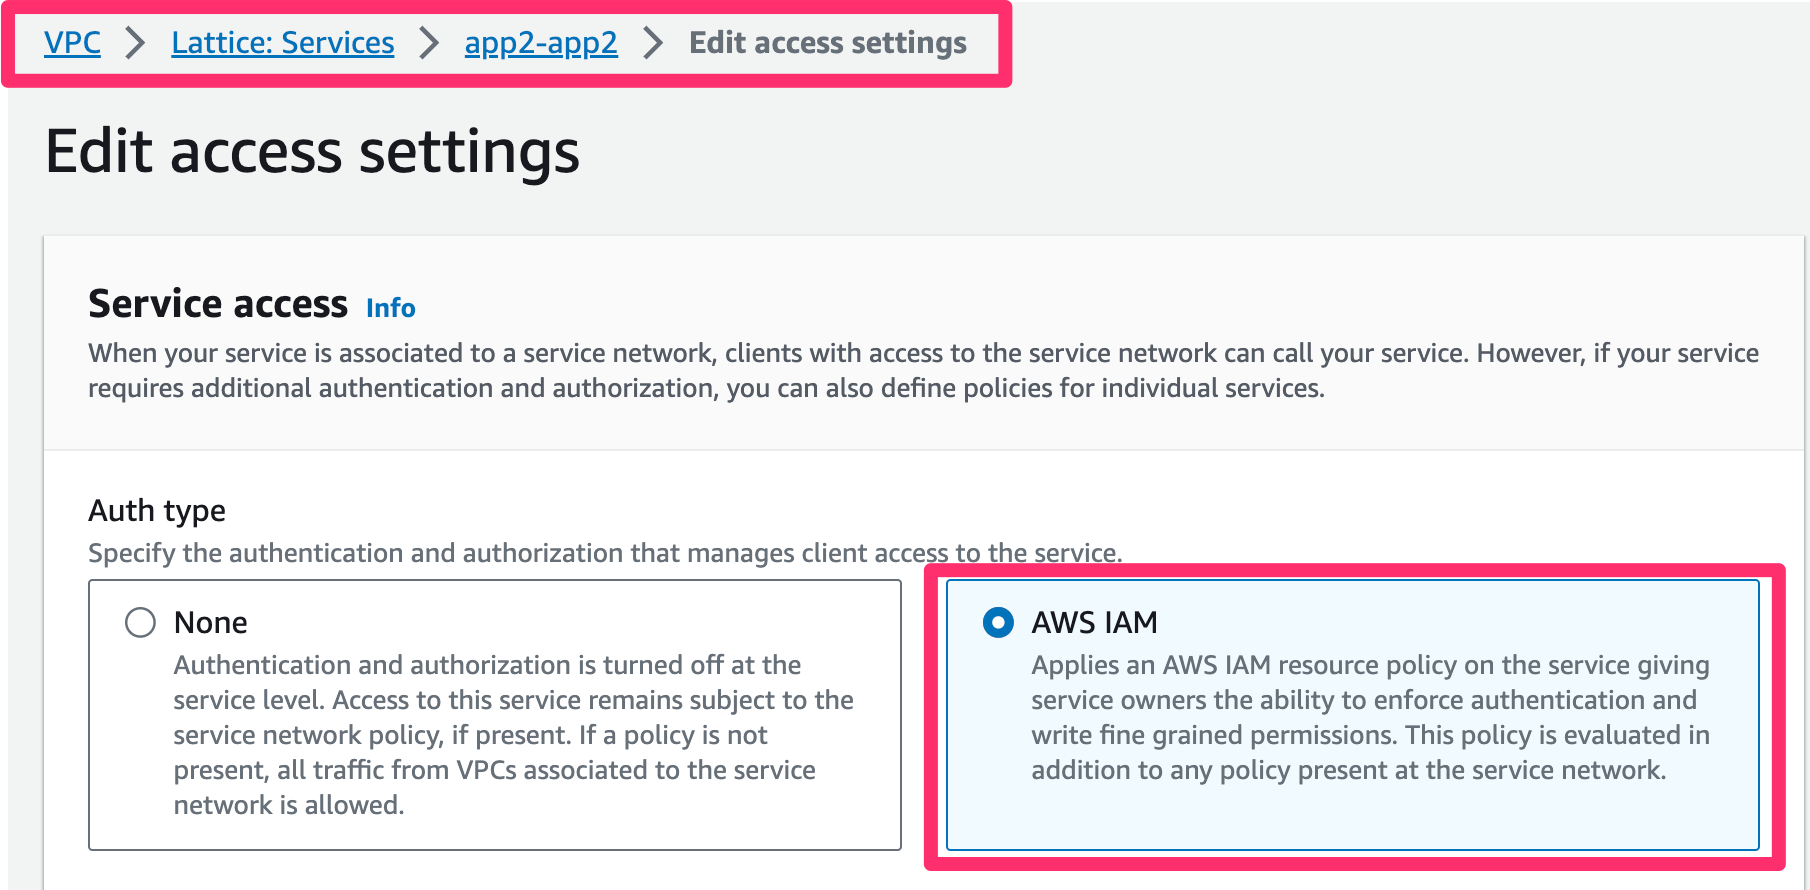 VPC > Lattice: Services > app2-app2 > Edit access settings
Edit access settings
Service access Info
When your service is associated to a service network, clients with access to the service network can call your service. However, if your service
requires additional authentication and authorization, you can also define policies for individual services.
Auth type
Specify the authentication and authorization that manages client access to the service.
None
Authentication and authorization is turned off at the
service level. Access to this service remains subject to the
service network policy, if present. If a policy is not
present, all traffic from VPCs associated to the service
network is allowed.
AWS IAM
Applies an AWS IAM resource policy on the service giving
service owners the ability to enforce authentication and
write fine grained permissions. This policy is evaluated in
addition to any policy present at the service network.